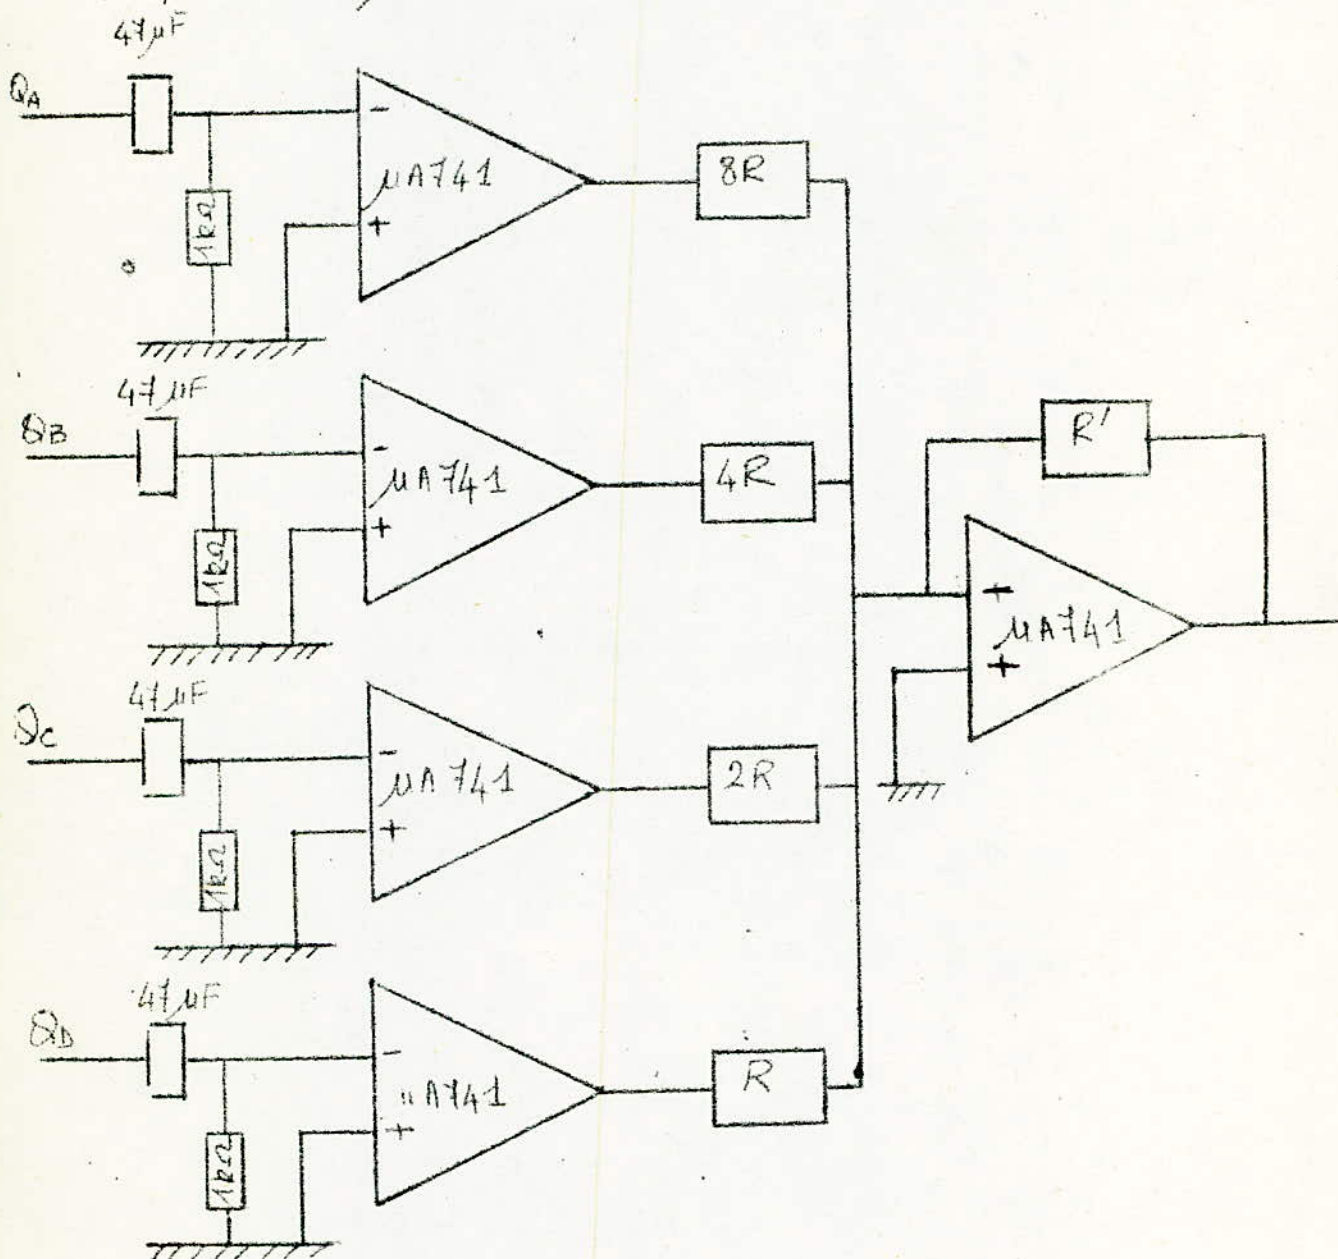 47µF
QA
-
µA741
+
8R
1kΩ
47µF
QB
-
µA741
+
4R
1kΩ
R'
+
µA741
+
47µF
QC
-
µA741
+
2R
1kΩ
47µF
QD
-
µA741
+
R
1kΩ